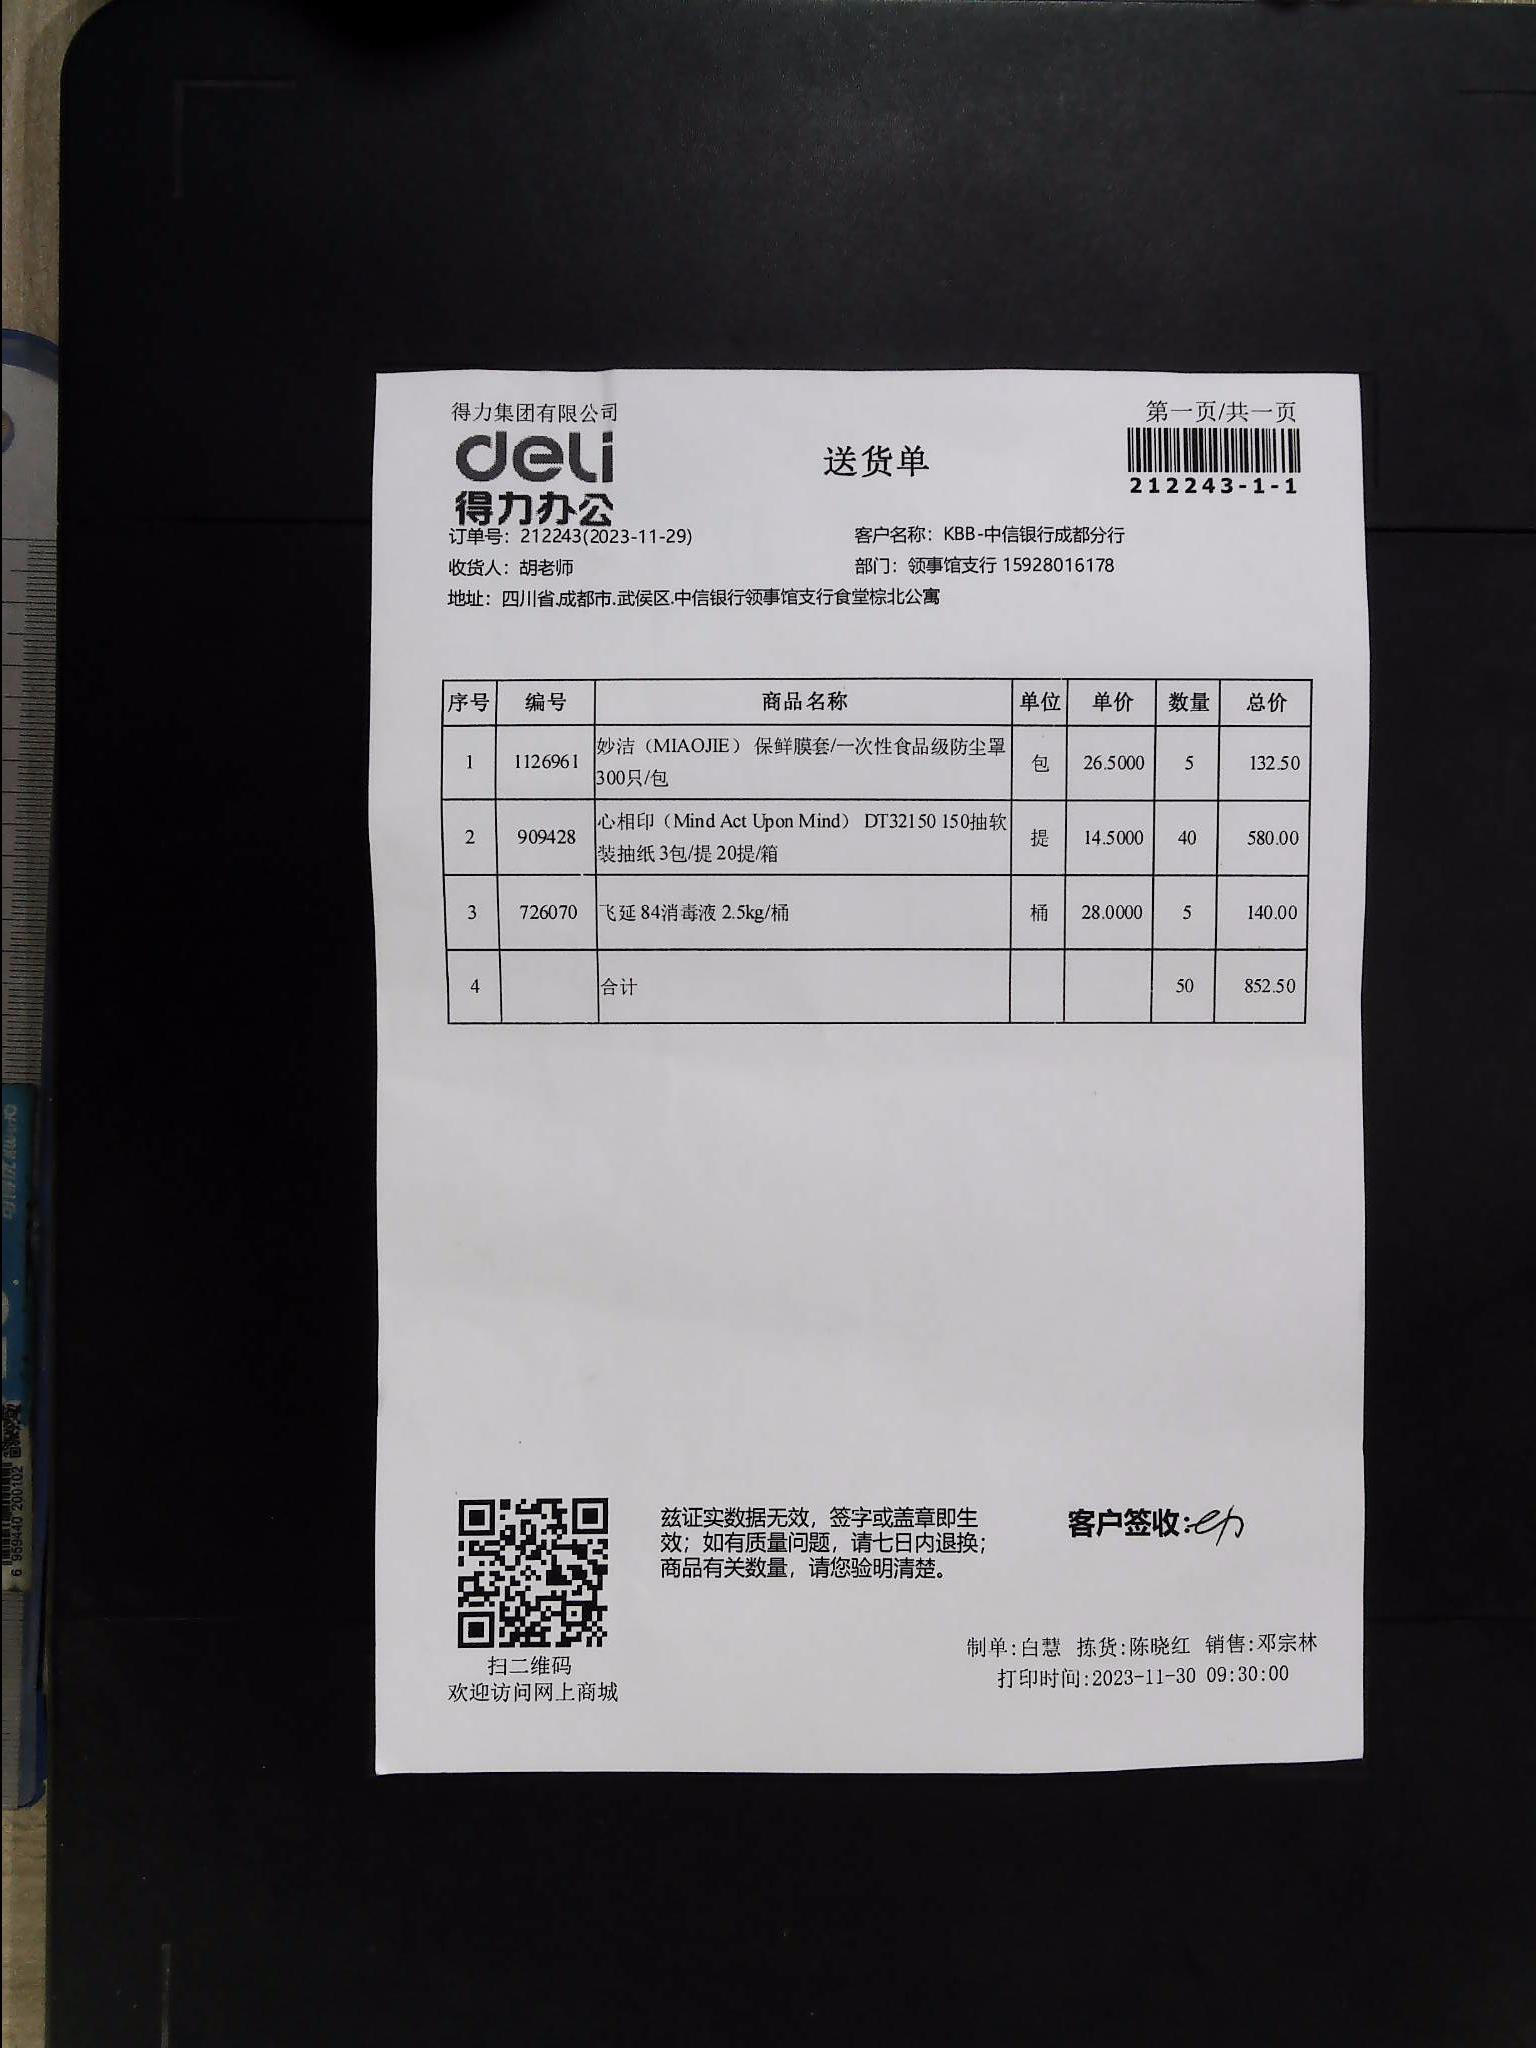 得力集团有限公司
第一页/共一页
deli
得力办公
送货单
212243-1-1
订单号：212243(2023-11-29)
客户名称：KBB-中信银行成都分行
收货人：胡老师
部门：领事馆支行 15928016178
地址：四川省.成都市.武侯区.中信银行领事馆支行食堂棕北公寓
序号 编号 商品名称 单位 单价 数量 总价
1 1126961 妙洁（MIAOJIE） 保鲜膜套/一次性食品级防尘罩 300只/包 包 26.5000 5 132.50
2 909428 心相印（Mind Act Upon Mind） DT32150 150抽软装抽纸 3包/提 20提/箱 提 14.5000 40 580.00
3 726070 飞延 84消毒液 2.5kg/桶 桶 28.0000 5 140.00
4 合计 50 852.50
兹证实数据无效，签字或盖章即生
效；如有质量问题，请七日内退换；
商品有关数量，请您验明清楚。
客户签收:
扫二维码
欢迎访问网上商城
制单:白慧 拣货:陈晓红 销售:邓宗林
打印时间:2023-11-30 09:30:00
6 959440 200102